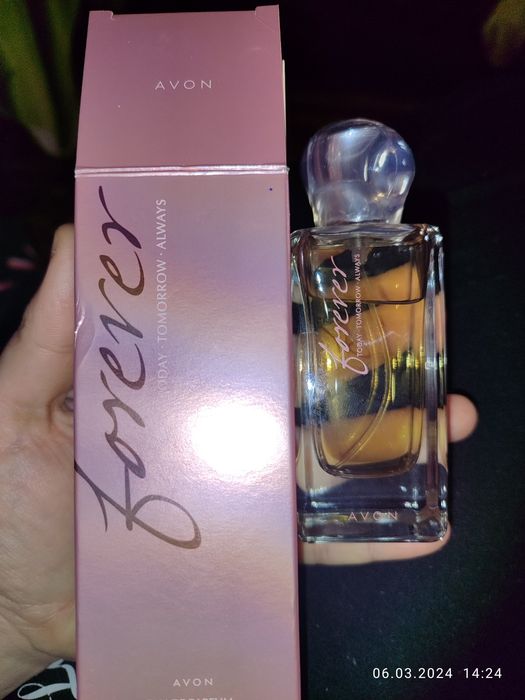 AVON
forever
TODAY · TOMORROW · ALWAYS
AVON
forever
TODAY · TOMORROW · ALWAYS
AVON
06.03.2024 14:24